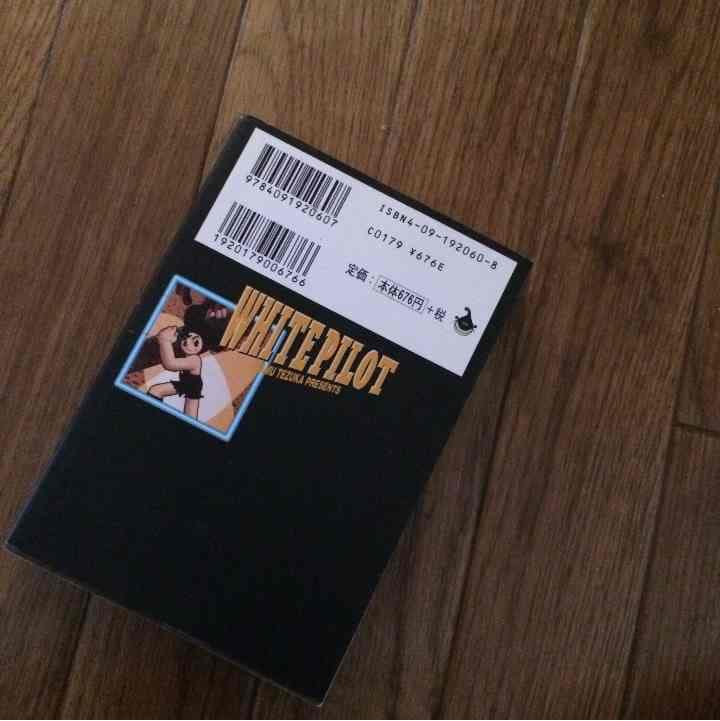 9784091920607
ISBN4-09-192060-8
C0179 ¥676E
1920179006766
定価：本体676円+税
WHITE PILOT
MU TEZUKA PRESENTS